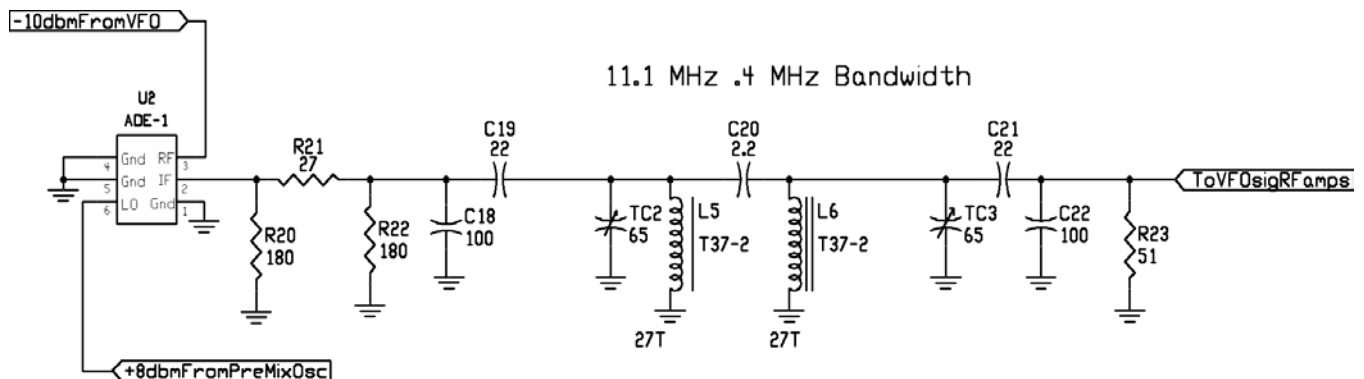 -10dbmFromVFO
11.1 MHz .4 MHz Bandwidth
U2
ADE-1
4 Gnd RF 3
5 Gnd IF 2
6 LO Gnd 1
R21
27
C19
22
C20
2.2
C21
22
ToVFOsigRFamps
R20
180
R22
180
C18
100
TC2
65
L5
T37-2
L6
T37-2
TC3
65
C22
100
R23
51
27T
27T
+8dbmFromPreMixOsc